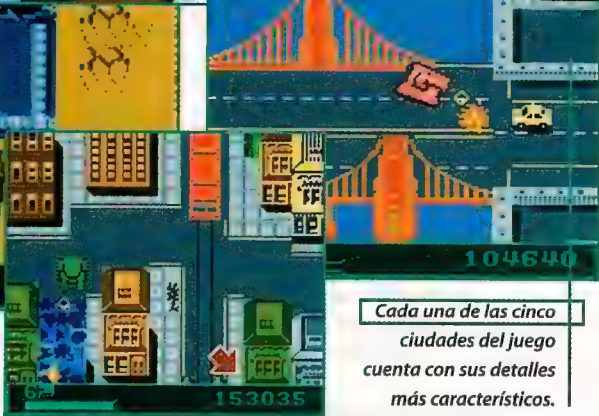 104640
153035
Cada una de las cinco
ciudades del juego
cuenta con sus detalles
más característicos.